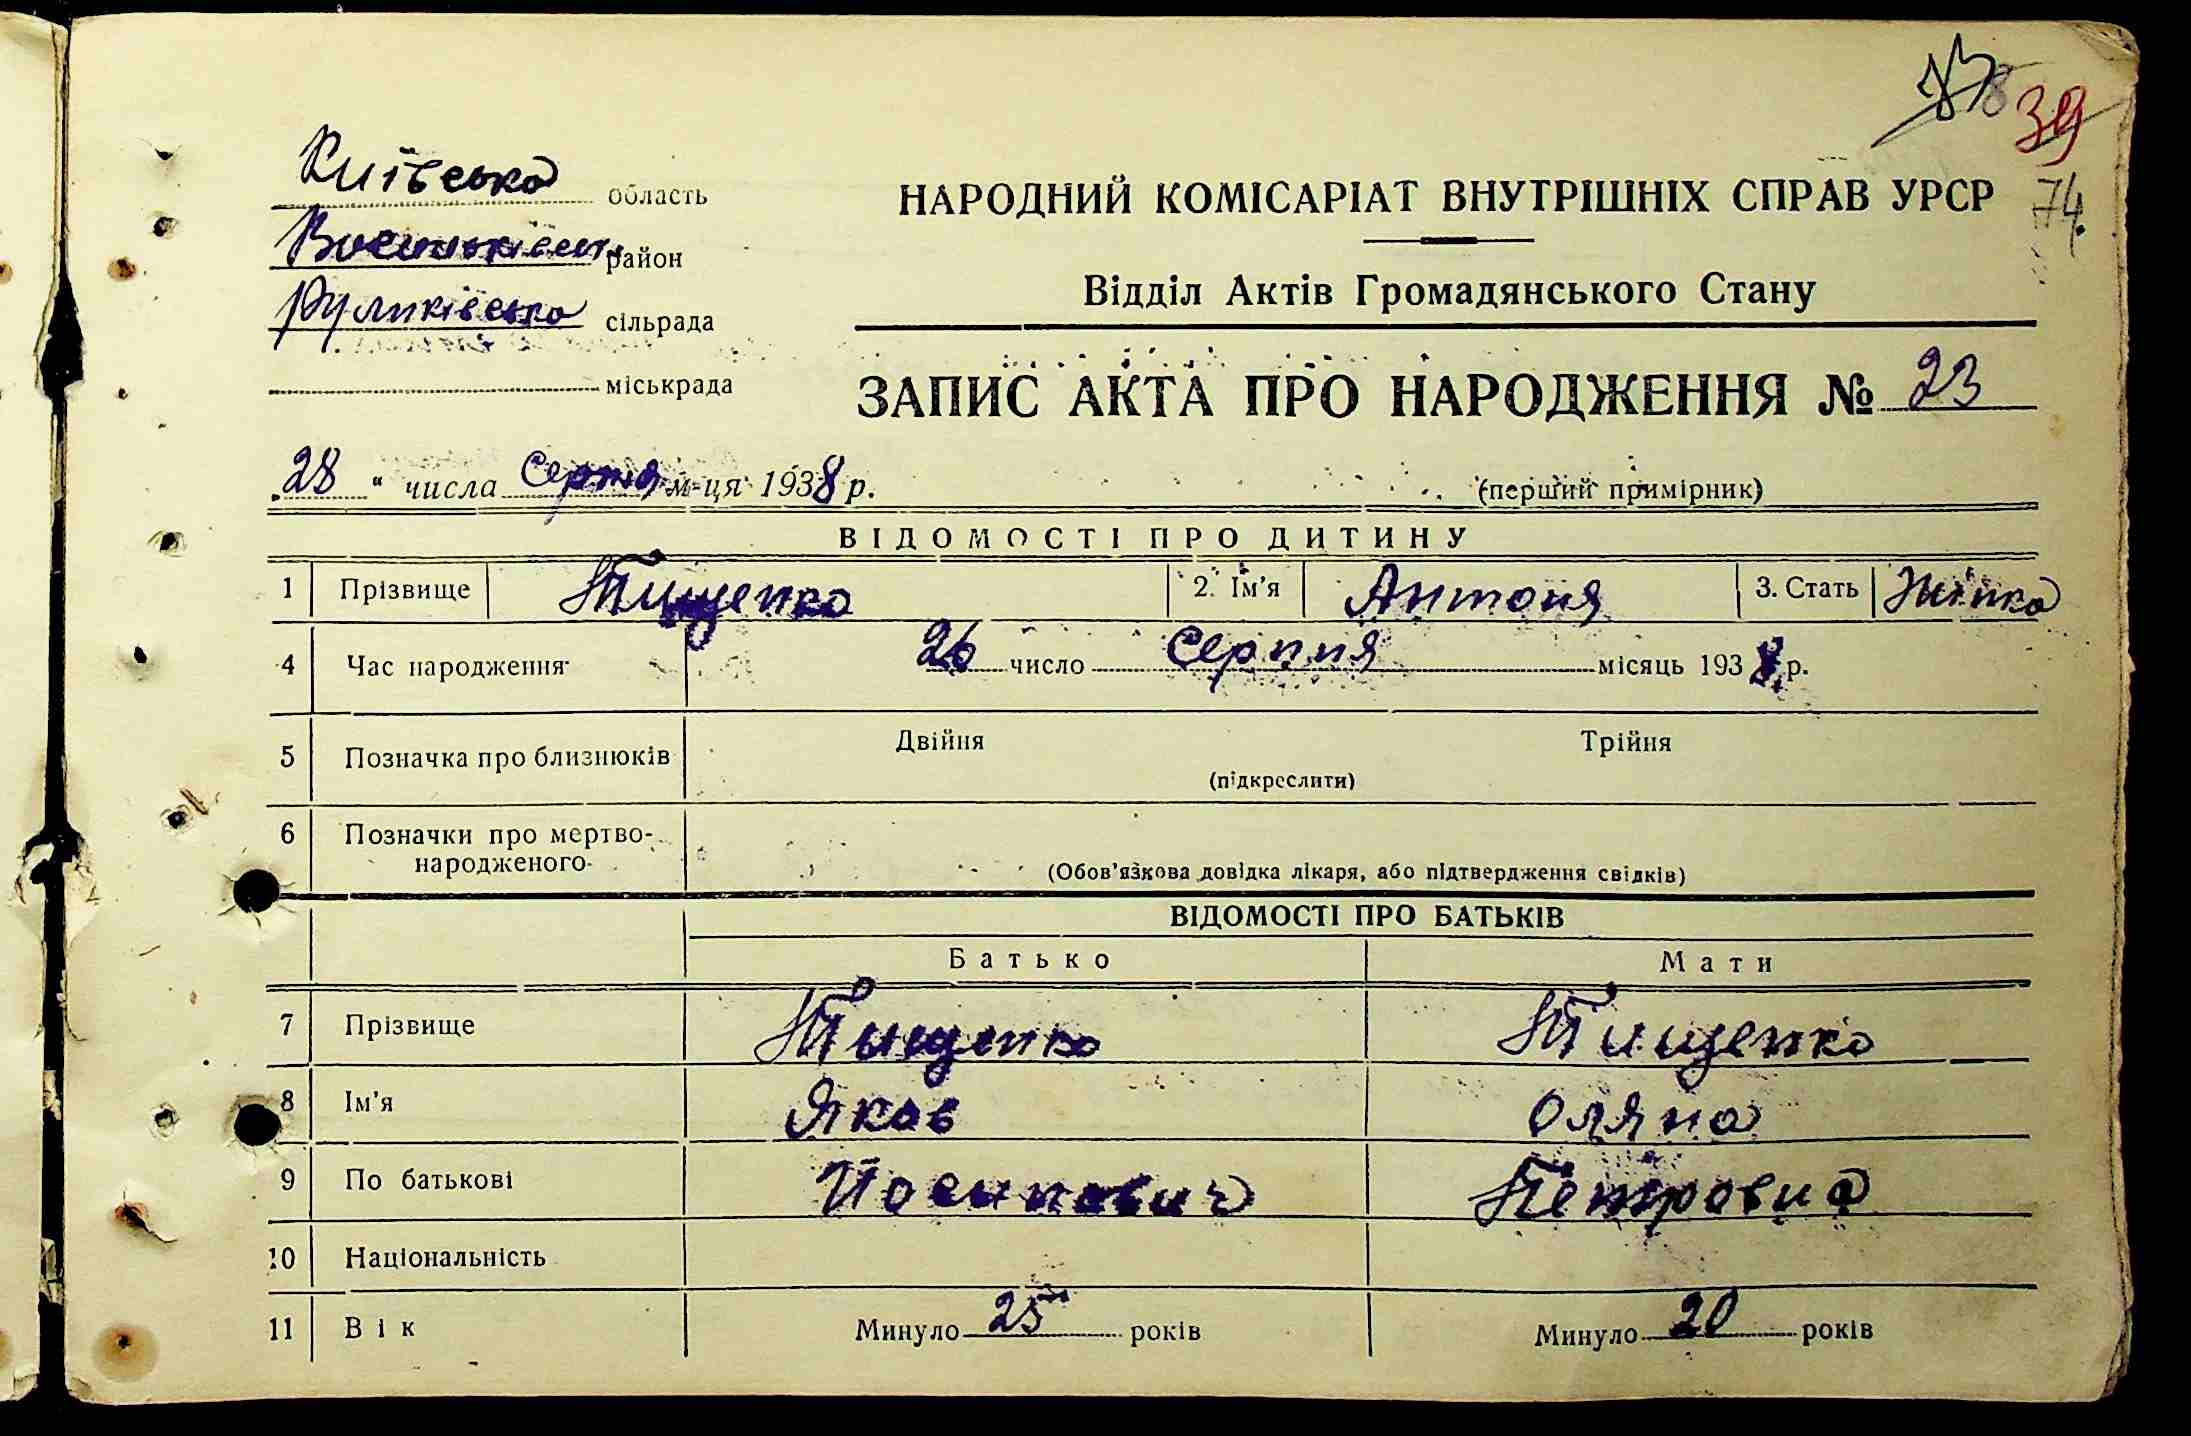 39
74.
Київська область
район
сільрада
міськрада
НАРОДНИЙ КОМІСАРІАТ ВНУТРІШНІХ СПРАВ УРСР
Відділ Актів Громадянського Стану
ЗАПИС АКТА ПРО НАРОДЖЕННЯ № 23
„28“ числа Серпня м-ця 1938 р.
(перший примірник)
ВІДОМОСТІ ПРО ДИТИНУ
1 Прізвище Тищенко 2. Ім'я Антоня 3. Стать Жінка
4 Час народження 26 число Серпня місяць 1938 р.
5 Позначка про близнюків Двійня Трійня
(підкреслити)
6 Позначки про мертво-
народженого
(Обов'язкова довідка лікаря, або підтвердження свідків)
ВІДОМОСТІ ПРО БАТЬКІВ
Батько Мати
7 Прізвище Тищенко Тищенко
8 Ім'я Яков Оляна
9 По батькові Йосипович Петровна
10 Національність
11 Вік Минуло 25 років Минуло 20 років